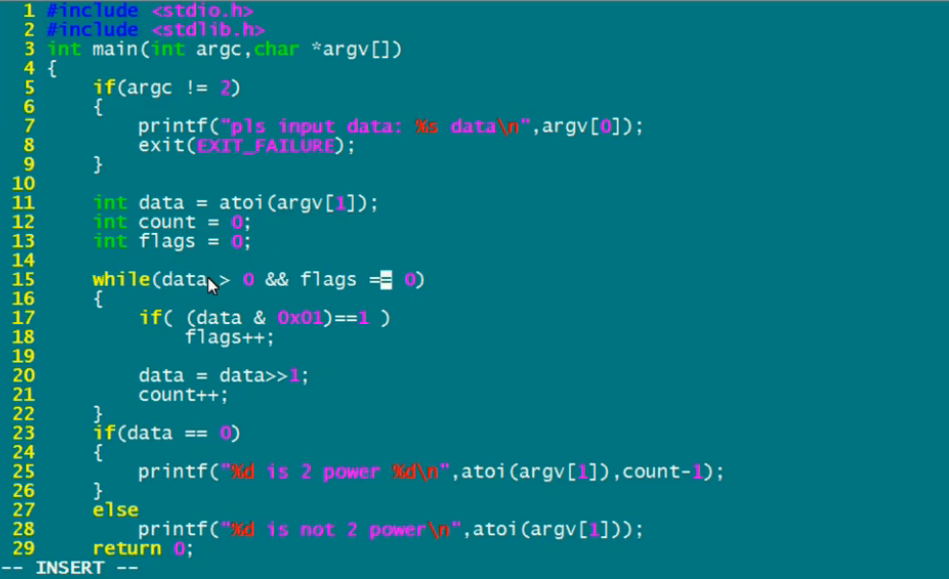 1 #include <stdio.h>
2 #include <stdlib.h>
3 int main(int argc,char *argv[])
4 {
5     if(argc != 2)
6     {
7         printf("pls input data: %s data\n",argv[0]);
8         exit(EXIT_FAILURE);
9     }
10
11     int data = atoi(argv[1]);
12     int count = 0;
13     int flags = 0;
14
15     while(data > 0 && flags == 0)
16     {
17         if( (data & 0x01)==1 )
18             flags++;
19
20         data = data>>1;
21         count++;
22     }
23     if(data == 0)
24     {
25         printf("%d is 2 power %d\n",atoi(argv[1]),count-1);
26     }
27     else
28         printf("%d is not 2 power\n",atoi(argv[1]));
29     return 0;
-- INSERT --